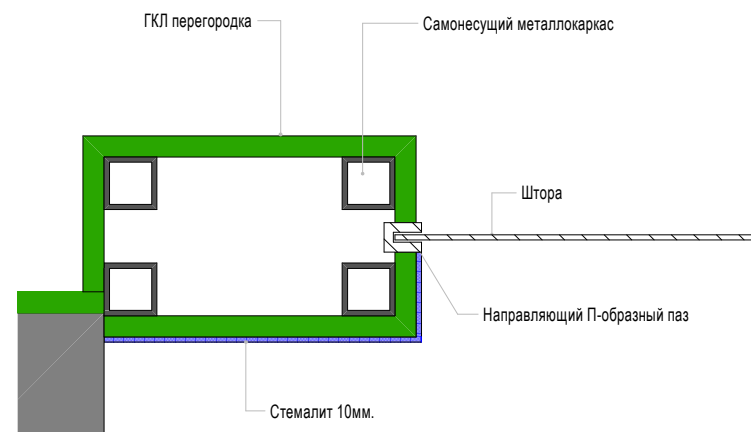 ГКЛ перегородка
Самонесущий металлокаркас
Штора
Направляющий П-образный паз
Стемалит 10мм.